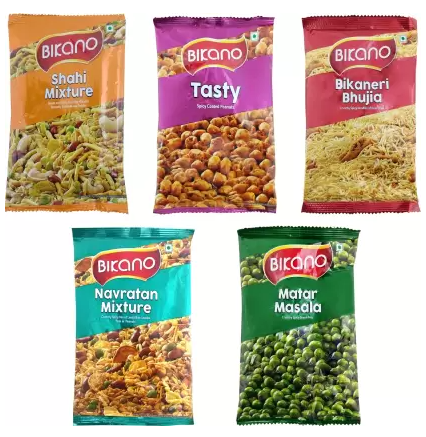 BIKANO
Shahi
Mixture
BIKANO
Tasty
Spicy Coated Peanuts
BIKANO
Bikaneri
Bhujia
BIKANO
Navratan
Mixture
BIKANO
Matar
Masala